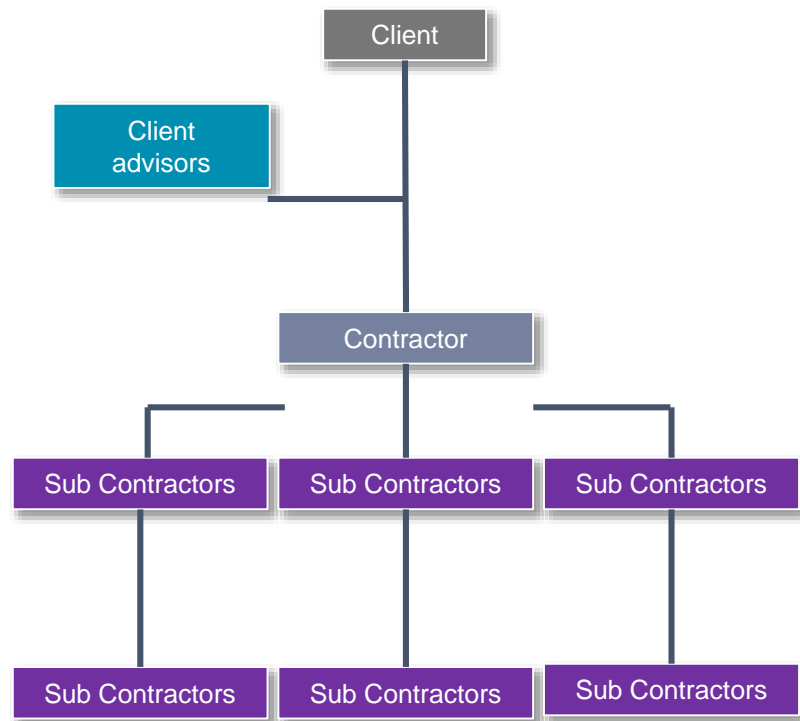 Client
Client
advisors
Contractor
Sub Contractors
Sub Contractors
Sub Contractors
Sub Contractors
Sub Contractors
Sub Contractors